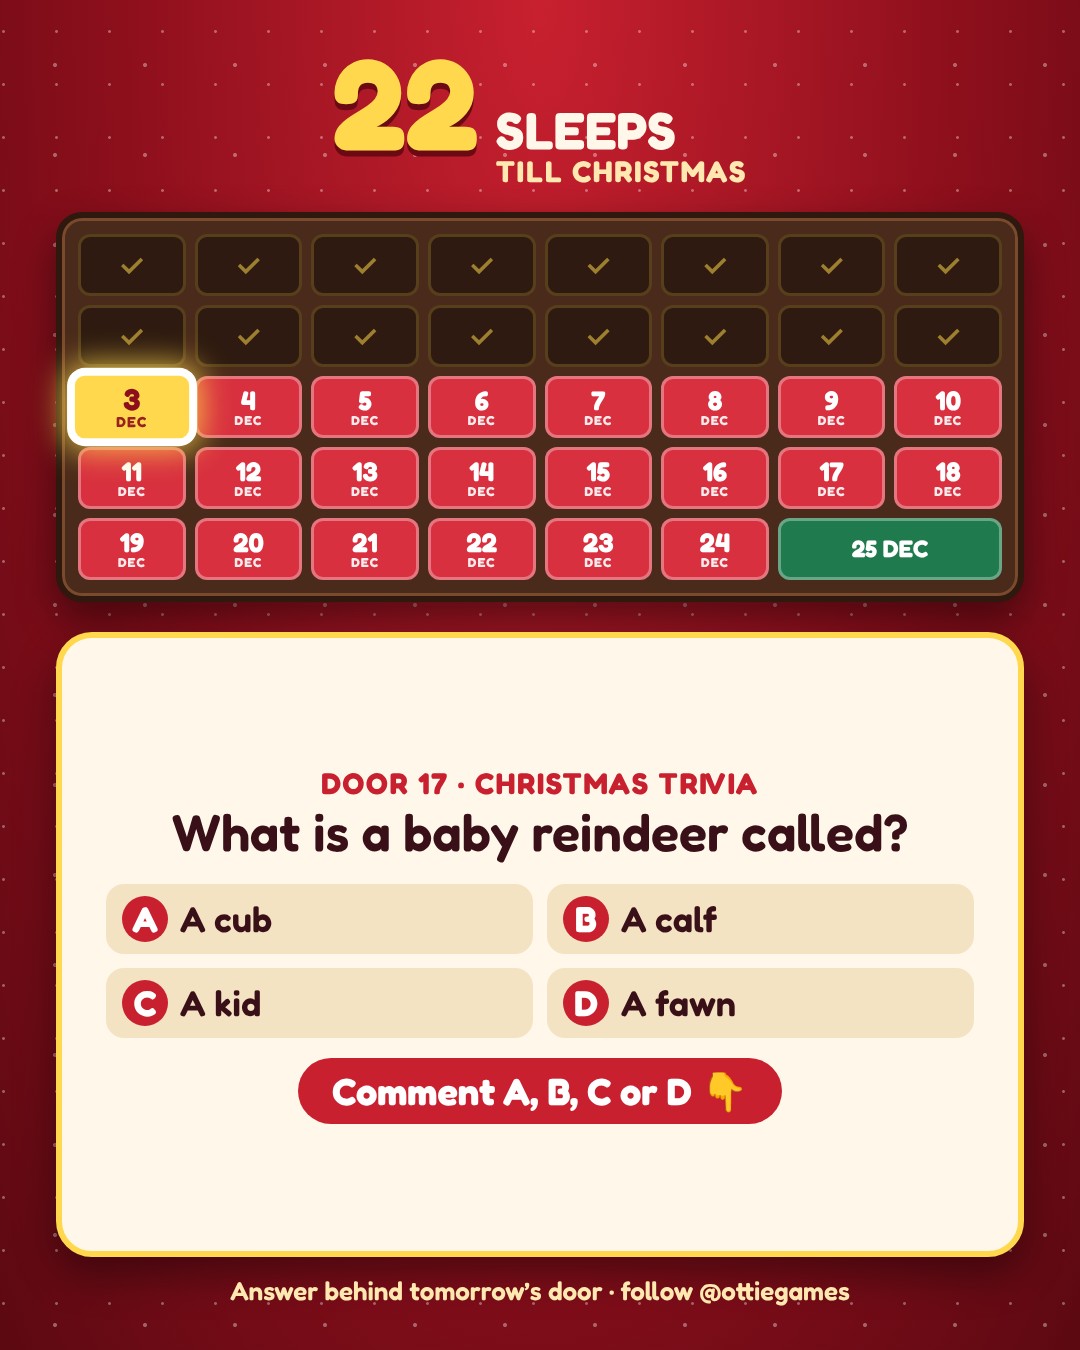 22 SLEEPS
TILL CHRISTMAS
3 DEC
4 DEC
5 DEC
6 DEC
7 DEC
8 DEC
9 DEC
10 DEC
11 DEC
12 DEC
13 DEC
14 DEC
15 DEC
16 DEC
17 DEC
18 DEC
19 DEC
20 DEC
21 DEC
22 DEC
23 DEC
24 DEC
25 DEC
DOOR 17 · CHRISTMAS TRIVIA
What is a baby reindeer called?
A A cub
B A calf
C A kid
D A fawn
Comment A, B, C or D 👇
Answer behind tomorrow’s door · follow @ottiegames